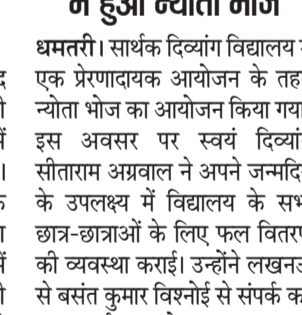 में हुआ न्योता भोज
धमतरी। सार्थक दिव्यांग विद्यालय
एक प्रेरणादायक आयोजन के तह
न्योता भोज का आयोजन किया गया
इस अवसर पर स्वयं दिव्यां
सीताराम अग्रवाल ने अपने जन्मदि
के उपलक्ष्य में विद्यालय के सभ
छात्र-छात्राओं के लिए फल वितर
की व्यवस्था कराई। उन्होंने लखनउ
से बसंत कुमार विश्नोई से संपर्क क